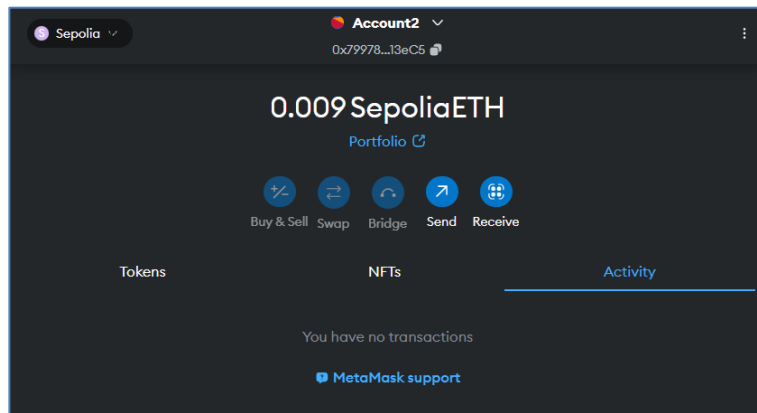 S Sepolia
Account2
0x79978...13eC5
0.009 SepoliaETH
Portfolio
Buy & Sell Swap Bridge Send Receive
Tokens NFTs Activity
You have no transactions
MetaMask support